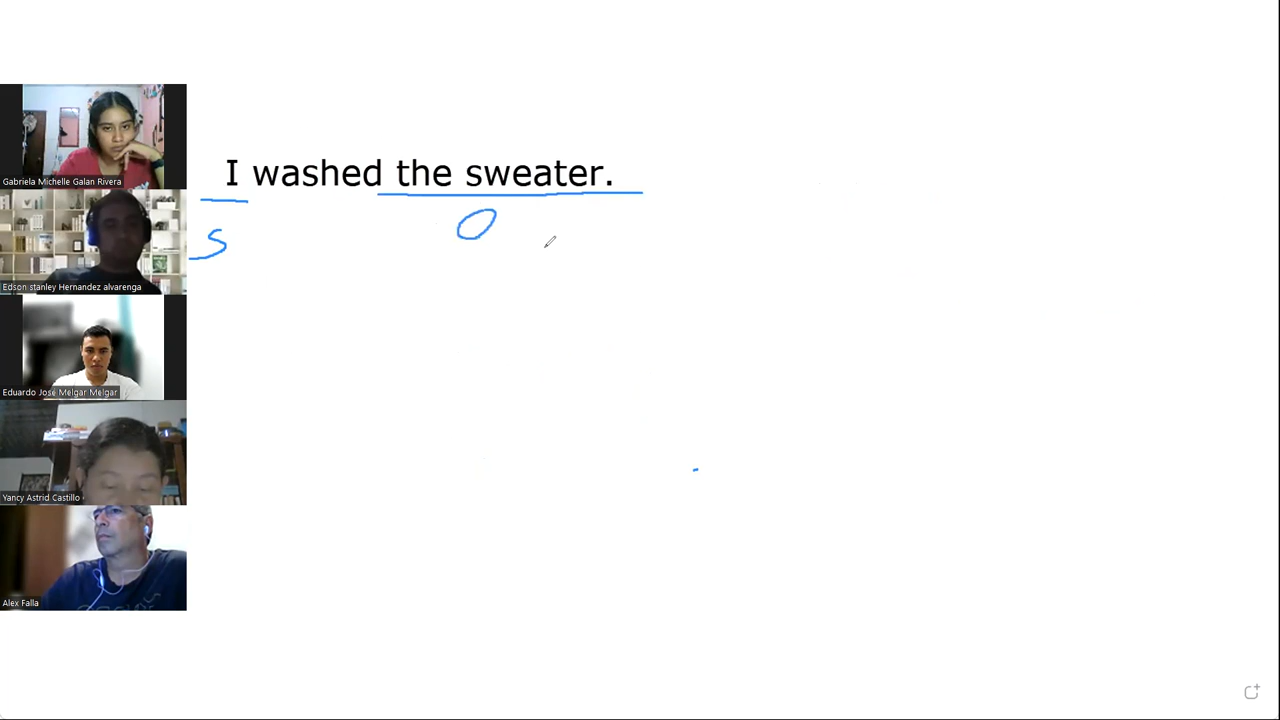 Gabriela Michelle Galan Rivera
I washed the sweater.
S
O
Edson stanley Hernandez alvarenga
Eduardo José Melgar Melgar
Yancy Astrid Castillo
Alex Falla